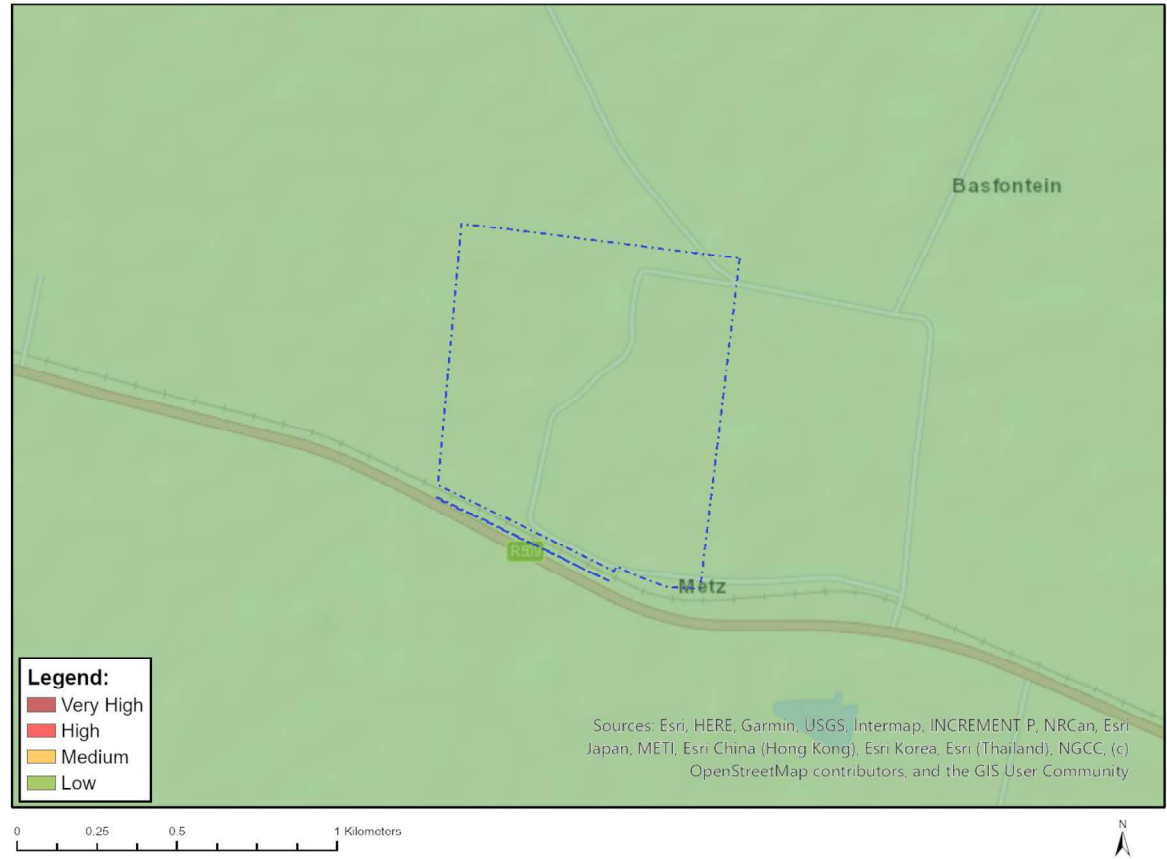 Basfontein
R509
Metz
Legend:
Very High
High
Medium
Low
Sources: Esri, HERE, Garmin, USGS, Intermap, INCREMENT P, NRCan, Esri
Japan, METI, Esri China (Hong Kong), Esri Korea, Esri (Thailand), NGCC, (c)
OpenStreetMap contributors, and the GIS User Community
0 0.25 0.5 1 Kilometers
N